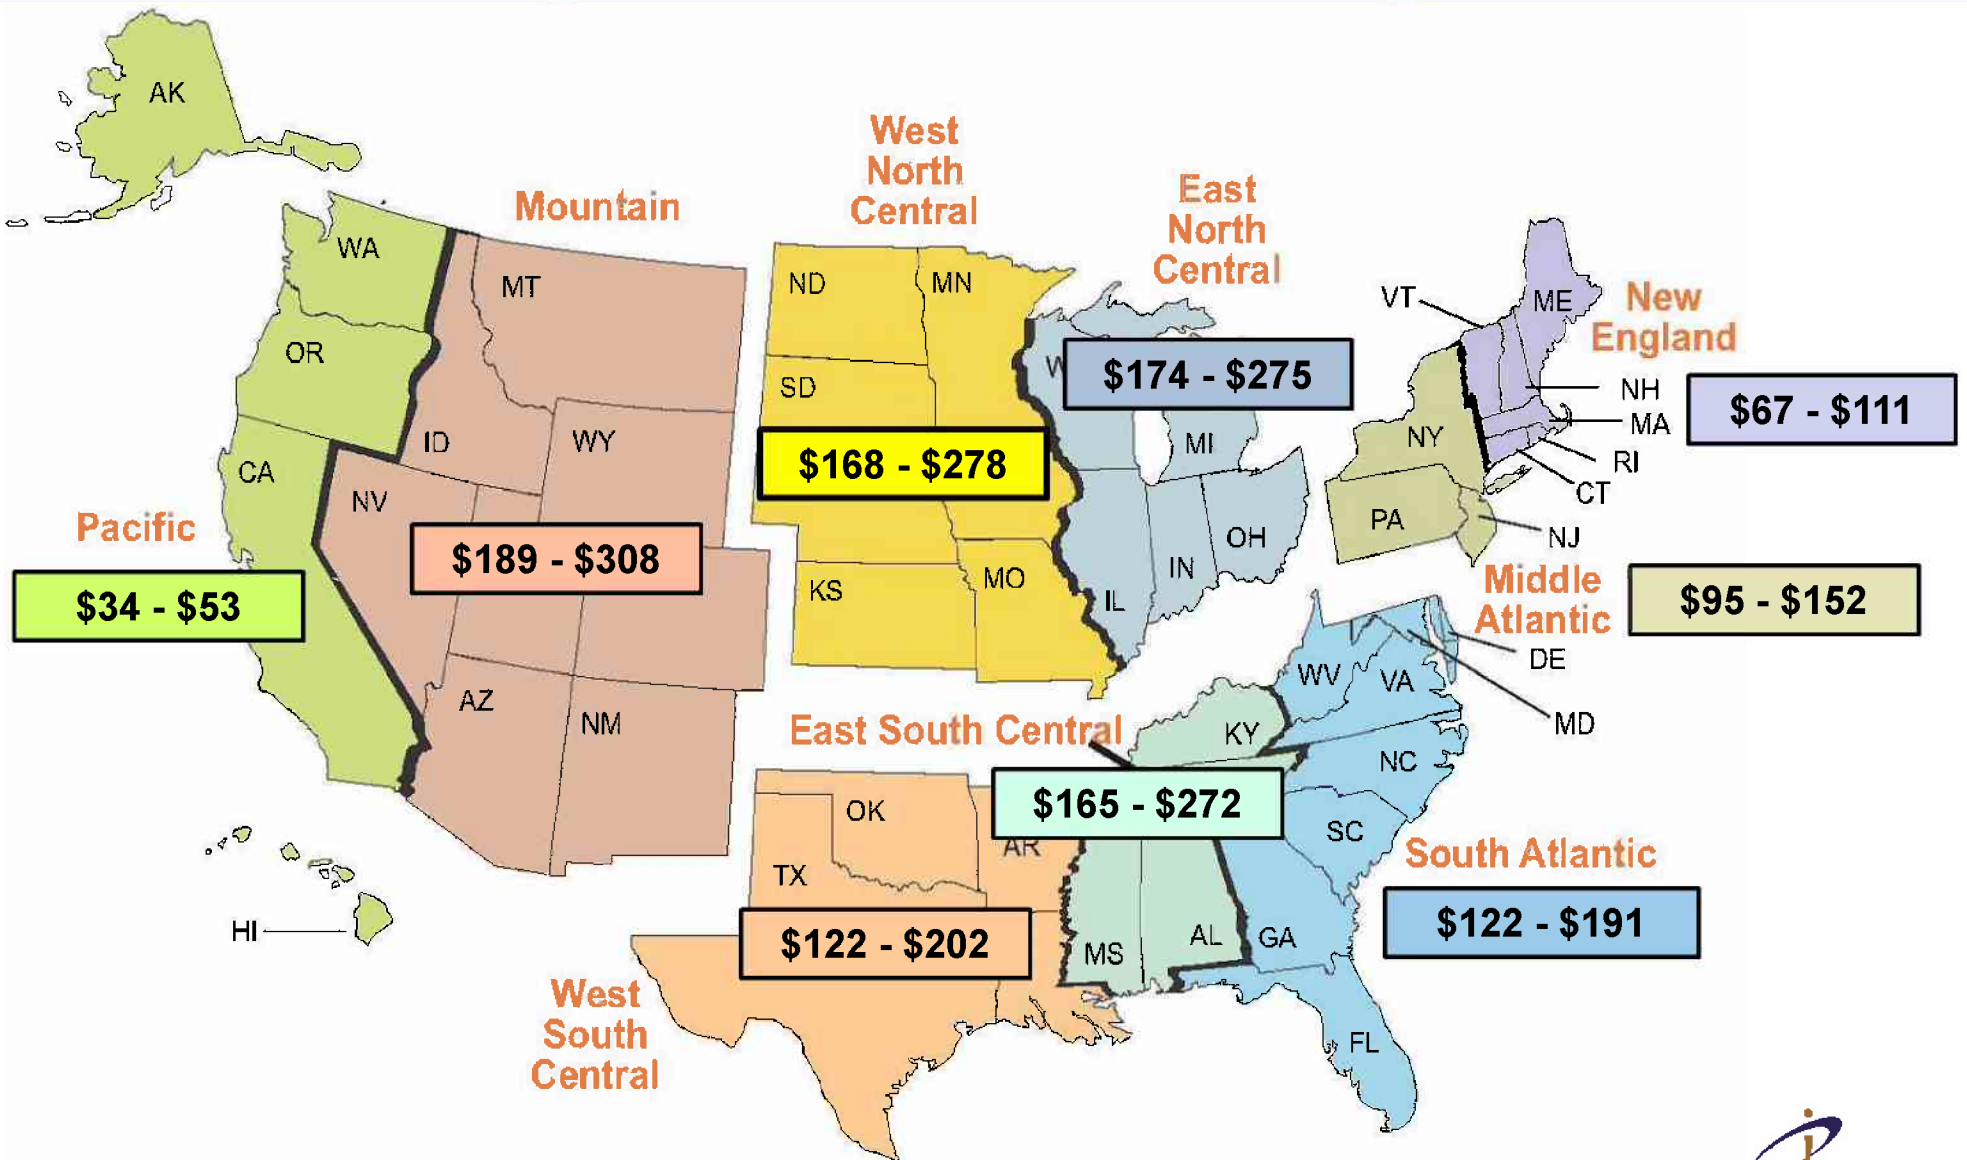 AK
West
North
Central
Mountain
East
North
Central
WA
MT
ND
MN
VT
ME
New
England
OR
SD
$174 - $275
NH
MA
$67 - $111
ID
WY
NY
MI
RI
CA
NV
$168 - $278
CT
Pacific
$189 - $308
PA
OH
NJ
$34 - $53
KS
MO
IN
IL
Middle
Atlantic
$95 - $152
DE
WV
VA
AZ
NM
East South Central
KY
MD
NC
OK
$165 - $272
SC
TX
AR
South Atlantic
HI
$122 - $202
MS
AL
GA
$122 - $191
West
South
Central
FL